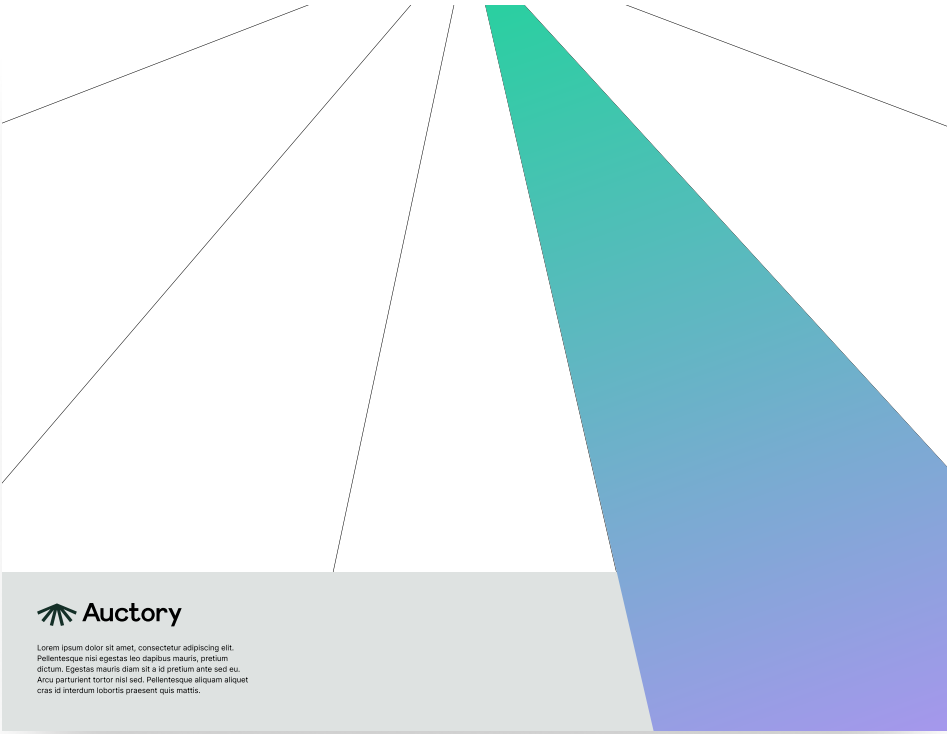 Auctory
Lorem ipsum dolor sit amet, consectetur adipiscing elit.
Pellentesque nisi egestas leo dapibus mauris, pretium
dictum. Egestas mauris diam sit a id pretium ante sed eu.
Arcu parturient tortor nisl sed. Pellentesque aliquam aliquet
cras id interdum lobortis praesent quis mattis.